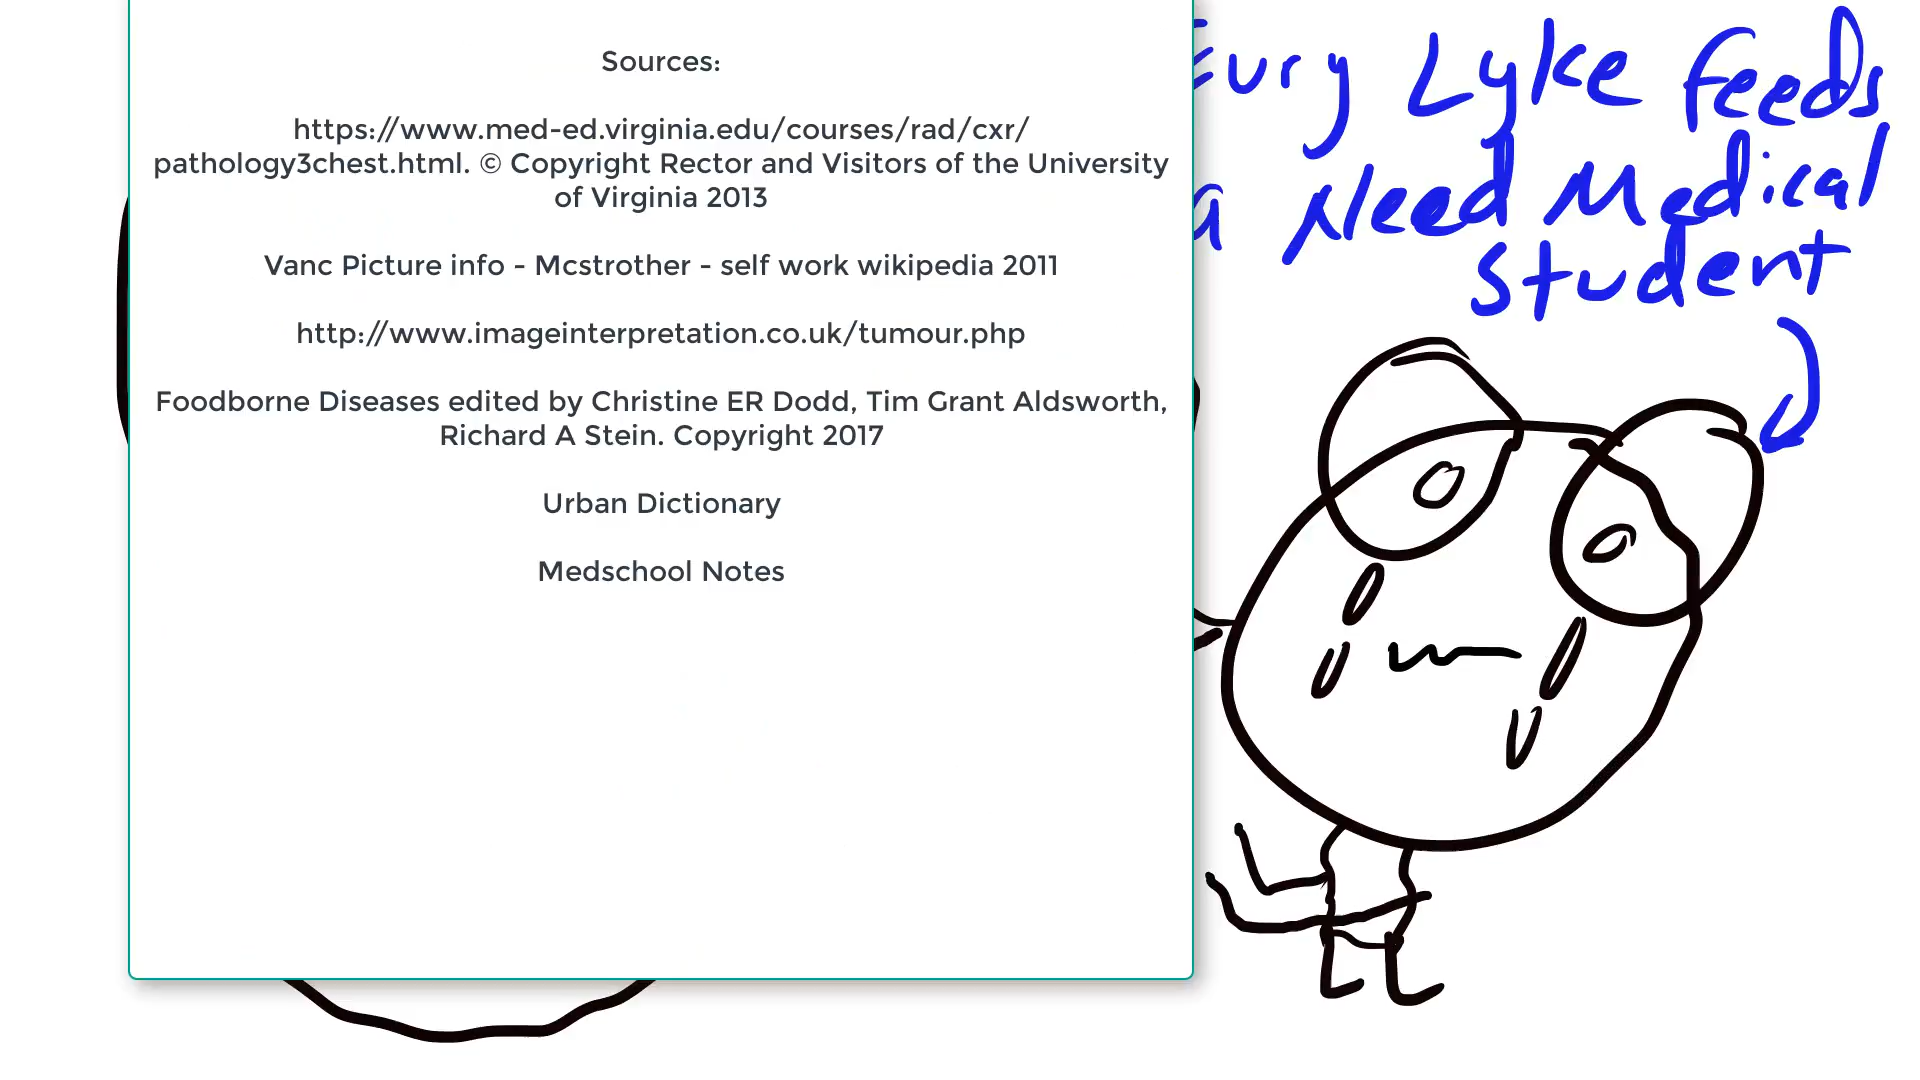 Sources:
https://www.med-ed.virginia.edu/courses/rad/cxr/
pathology3chest.html. © Copyright Rector and Visitors of the University
of Virginia 2013
Vanc Picture info - Mcstrother - self work wikipedia 2011
http://www.imageinterpretation.co.uk/tumour.php
Foodborne Diseases edited by Christine ER Dodd, Tim Grant Aldsworth,
Richard A Stein. Copyright 2017
Urban Dictionary
Medschool Notes
Evry Lyke Feeds
a Need Medical
Student